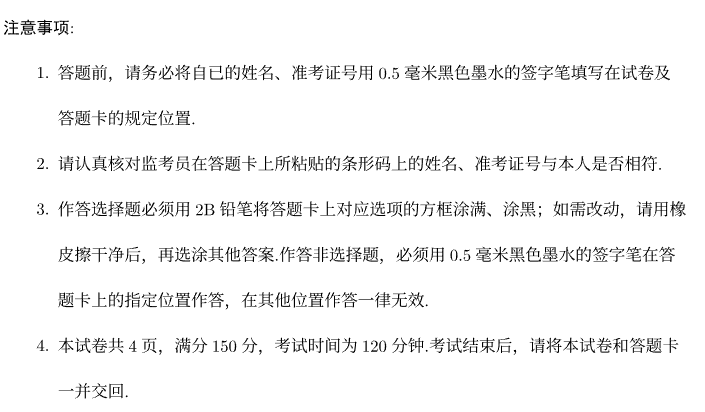 注意事项:
1. 答题前，请务必将自已的姓名、准考证号用 0.5 毫米黑色墨水的签字笔填写在试卷及
答题卡的规定位置.
2. 请认真核对监考员在答题卡上所粘贴的条形码上的姓名、准考证号与本人是否相符.
3. 作答选择题必须用 2B 铅笔将答题卡上对应选项的方框涂满、涂黑；如需改动，请用橡
皮擦干净后，再选涂其他答案.作答非选择题，必须用 0.5 毫米黑色墨水的签字笔在答
题卡上的指定位置作答，在其他位置作答一律无效.
4. 本试卷共 4 页，满分 150 分，考试时间为 120 分钟.考试结束后，请将本试卷和答题卡
一并交回.